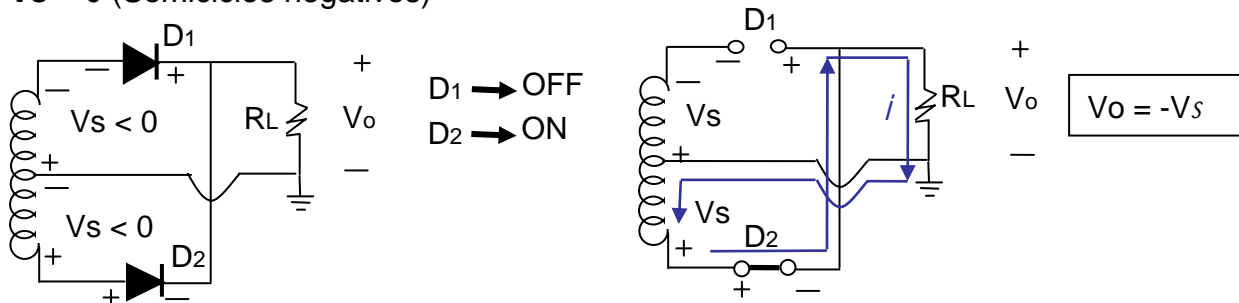 Vs < 0 (Semiciclos negativos)
D1
+
Vs < 0
+
Vs < 0
RL
+
Vo
D2
+
D1 → OFF
D2 → ON
D1
+
Vs
+
i
RL
+
Vo
Vs
+
D2
+
Vo = -Vs